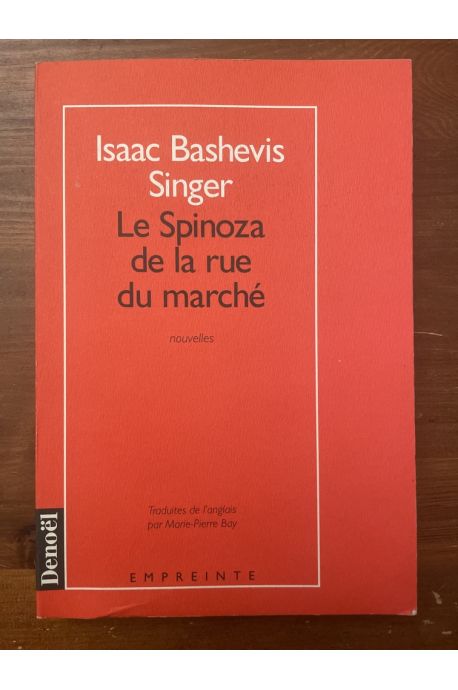 Isaac Bashevis
Singer
Le Spinoza
de la rue
du marché
nouvelles
Traduites de l'anglais
par Marie-Pierre Bay
Denoël
EMPREINTE